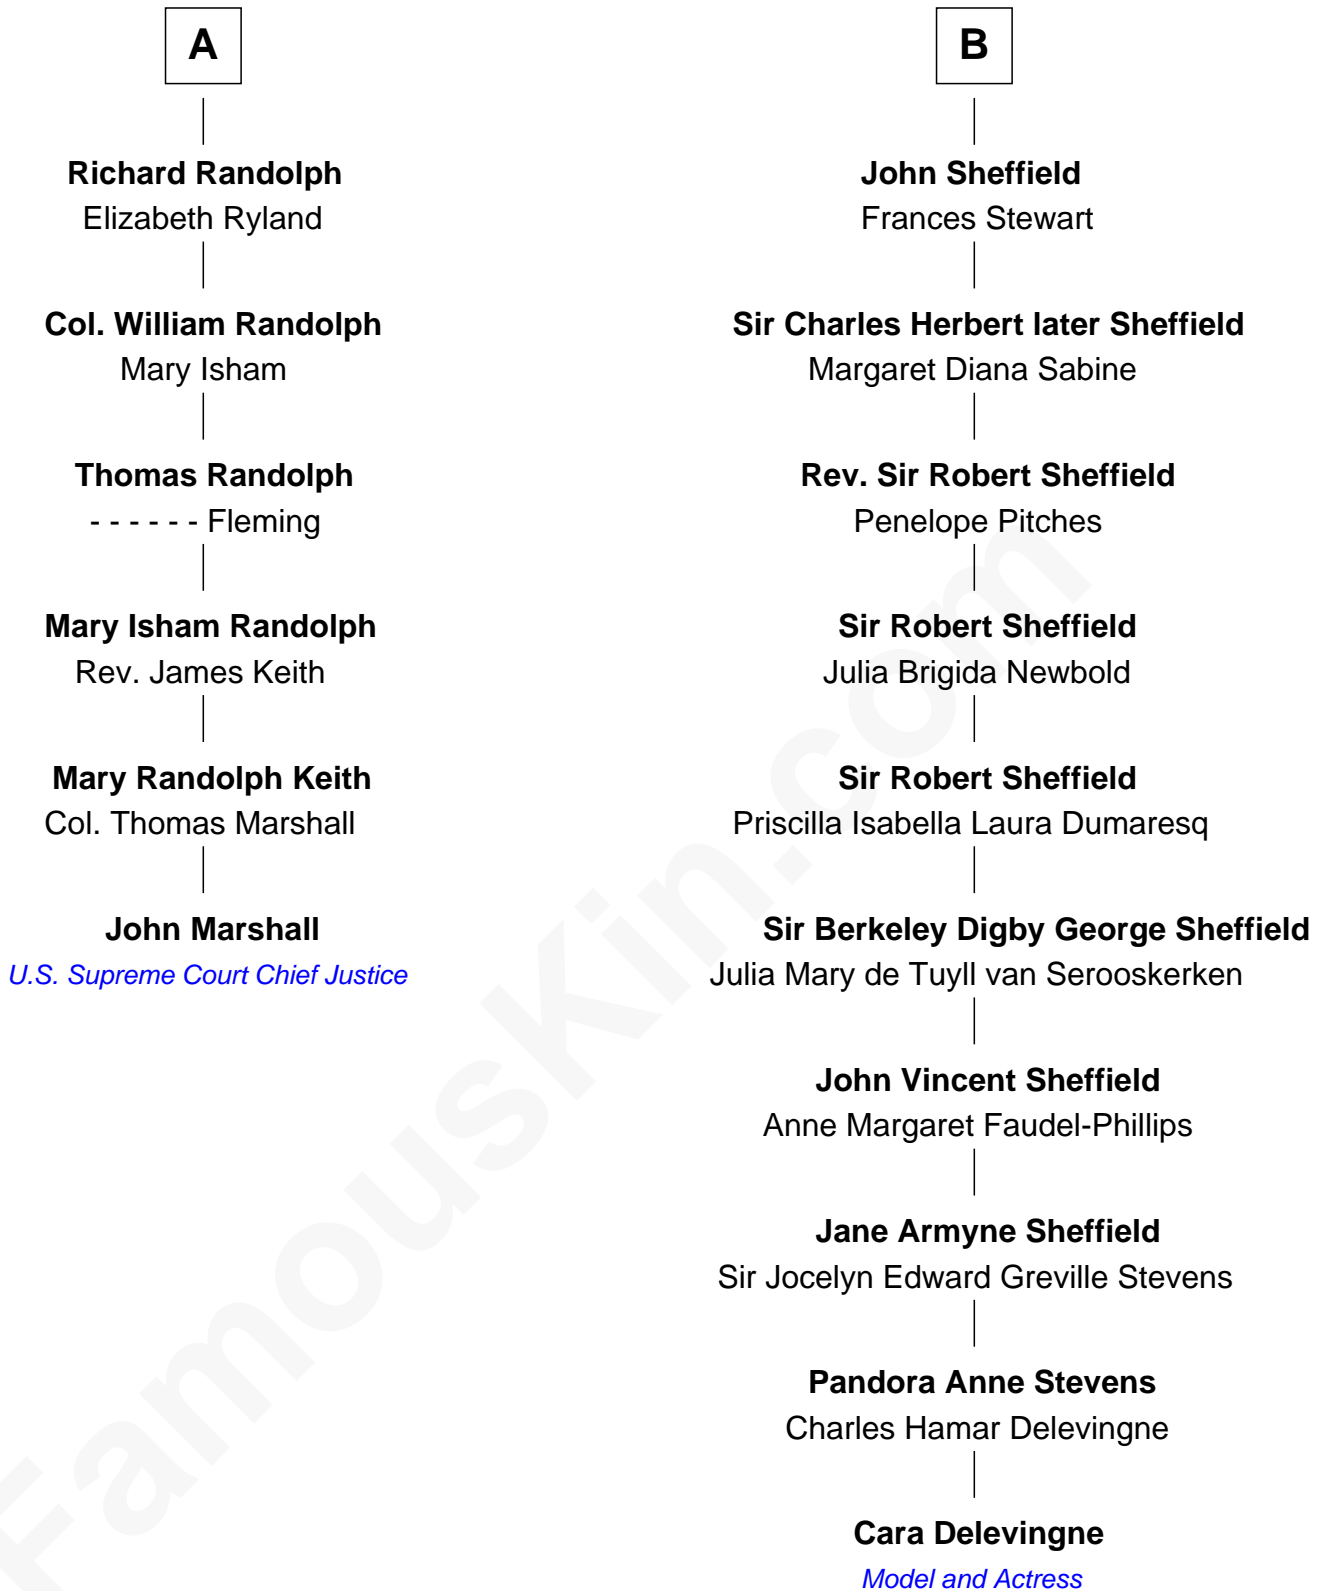 A
Richard Randolph
Elizabeth Ryland
Col. William Randolph
Mary Isham
Thomas Randolph
- - - - - - Fleming
Mary Isham Randolph
Rev. James Keith
Mary Randolph Keith
Col. Thomas Marshall
John Marshall
U.S. Supreme Court Chief Justice
B
John Sheffield
Frances Stewart
Sir Charles Herbert later Sheffield
Margaret Diana Sabine
Rev. Sir Robert Sheffield
Penelope Pitches
Sir Robert Sheffield
Julia Brigida Newbold
Sir Robert Sheffield
Priscilla Isabella Laura Dumaresq
Sir Berkeley Digby George Sheffield
Julia Mary de Tuyll van Serooskerken
John Vincent Sheffield
Anne Margaret Faudel-Phillips
Jane Armyne Sheffield
Sir Jocelyn Edward Greville Stevens
Pandora Anne Stevens
Charles Hamar Delevingne
Cara Delevingne
Model and Actress
FamousKin.com